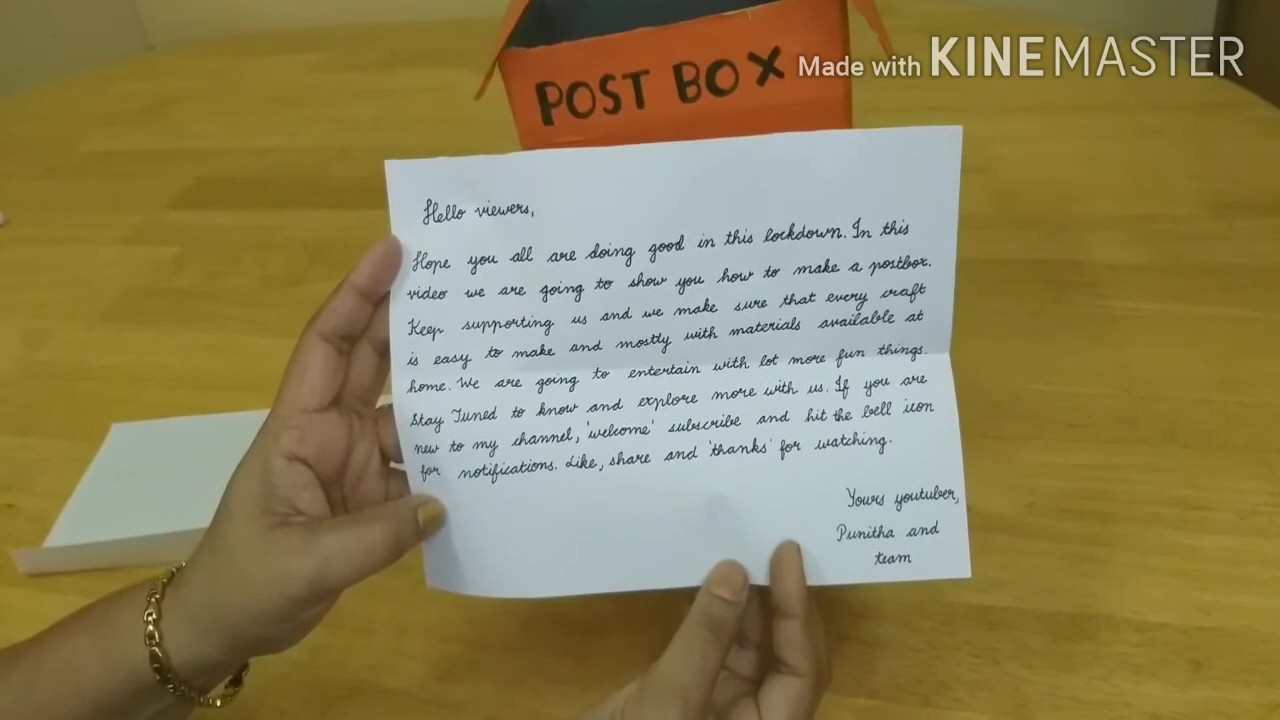 POST BOX
Made with KINEMASTER
Hello viewers,
Hope you all are doing good in this lockdown. In this
video we are going to show you how to make a postbox.
Keep supporting us and we make sure that every craft
is easy to make and mostly with materials available at
home. We are going to entertain with lot more fun things.
Stay Tuned to know and explore more with us. If you are
new to my channel, 'welcome' subscribe and hit the bell icon
for notifications. Like, share and 'thanks' for watching.
Yours youtuber,
Punitha and
team